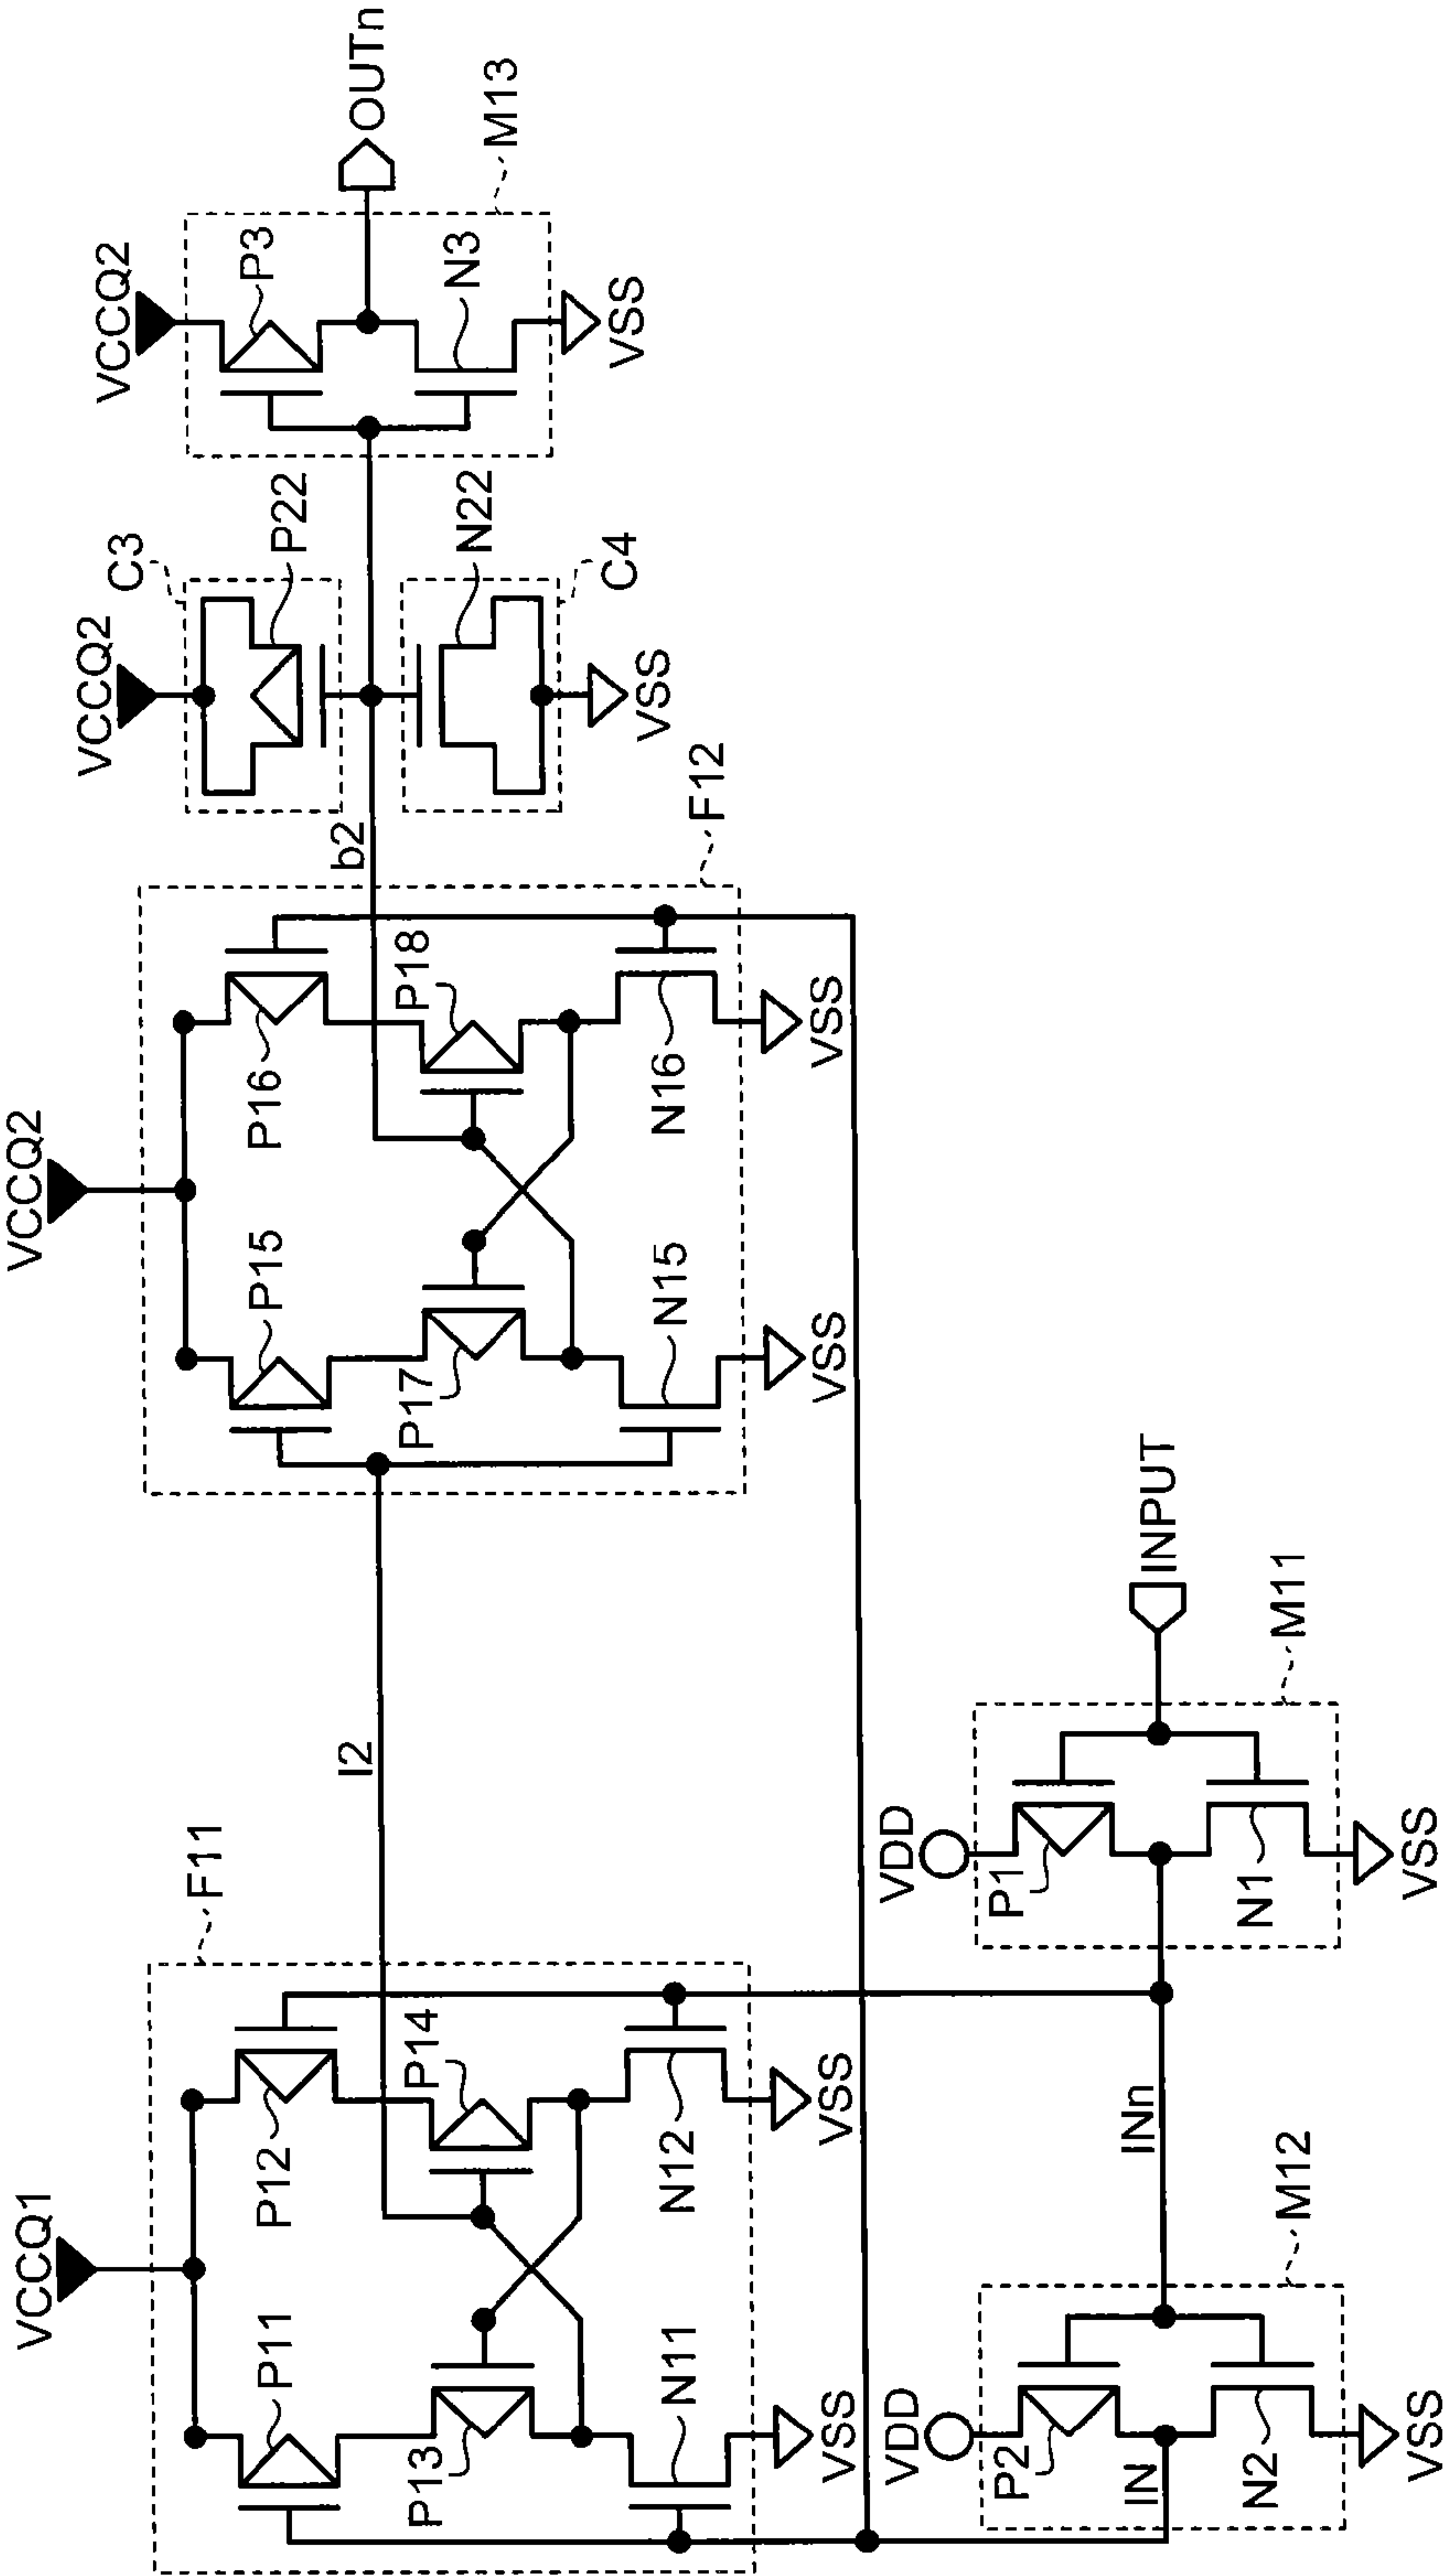 VCCQ1
F11
P11
P12
P13
P14
N11
N12
VSS
VSS
I2
VCCQ2
F12
P15
P16
P17
P18
N15
N16
VSS
VSS
b2
VCCQ2
C3
P22
N22
C4
VSS
VCCQ2
P3
N3
VSS
M13
OUTn
VDD
P2
IN
N2
VSS
M12
INn
VDD
P1
N1
VSS
M11
INPUT